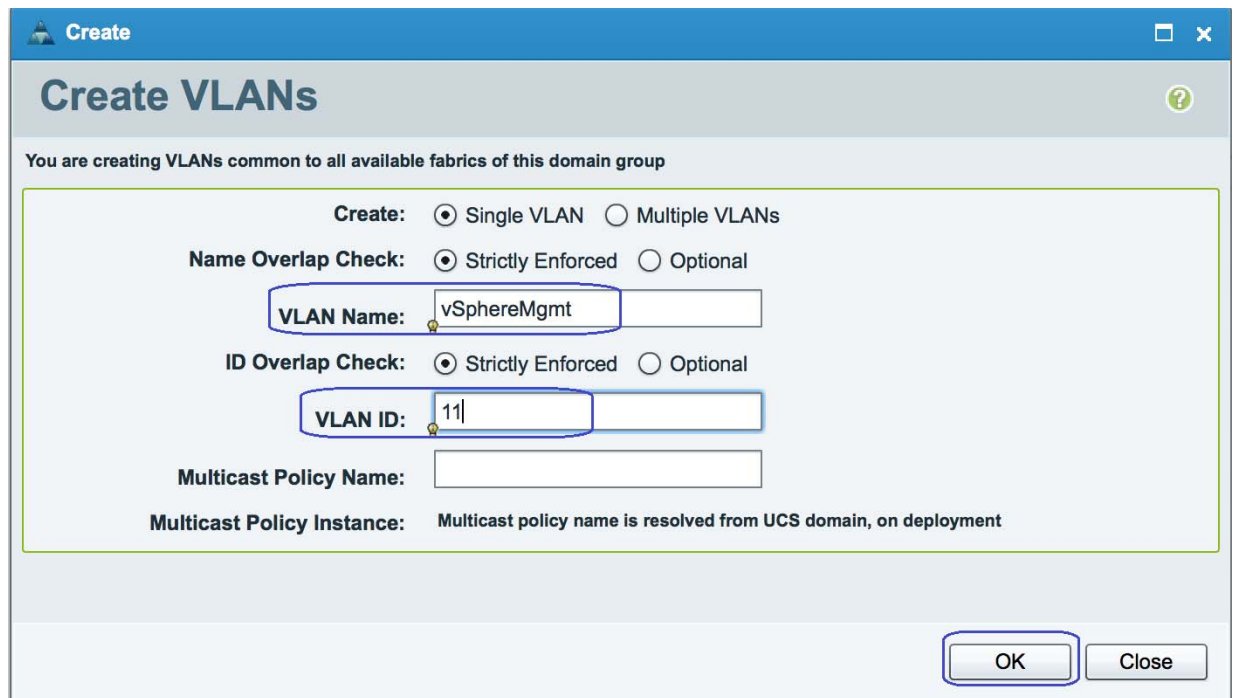 Create
Create VLANs
?
You are creating VLANs common to all available fabrics of this domain group
Create: Single VLAN Multiple VLANs
Name Overlap Check: Strictly Enforced Optional
VLAN Name: vSphereMgmt
ID Overlap Check: Strictly Enforced Optional
VLAN ID: 11
Multicast Policy Name:
Multicast Policy Instance: Multicast policy name is resolved from UCS domain, on deployment
OK Close